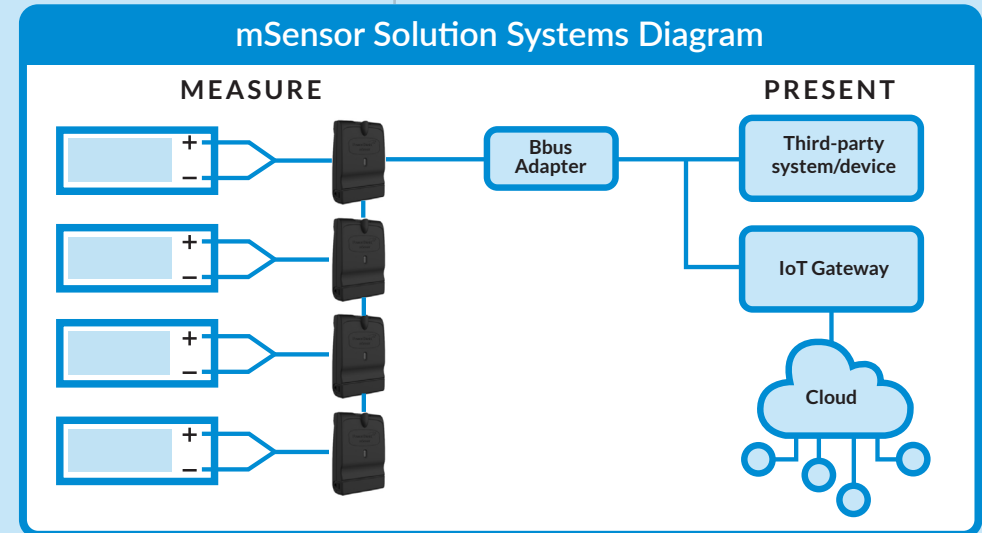 mSensor Solution Systems Diagram
MEASURE
PRESENT
+
−
+
−
+
−
+
−
Bbus
Adapter
Third-party
system/device
IoT Gateway
Cloud